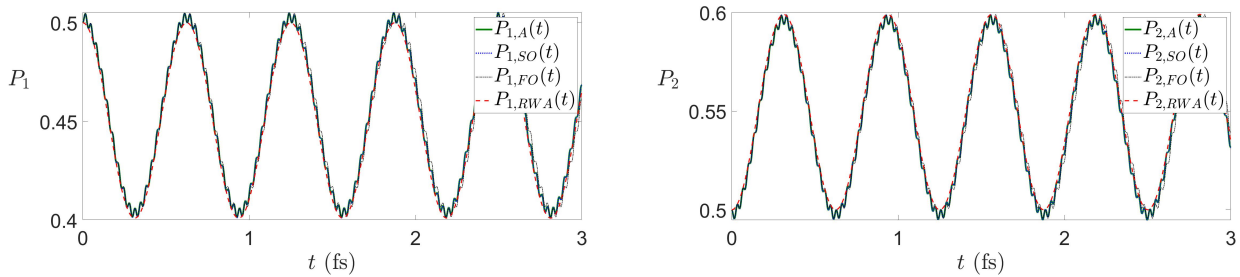 0.5
0.45
0.4
P₁
0 1 2 3
t (fs)
P₁,A(t)
P₁,SO(t)
P₁,FO(t)
P₁,RWA(t)
0.6
0.55
0.5
P₂
0 1 2 3
t (fs)
P₂,A(t)
P₂,SO(t)
P₂,FO(t)
P₂,RWA(t)